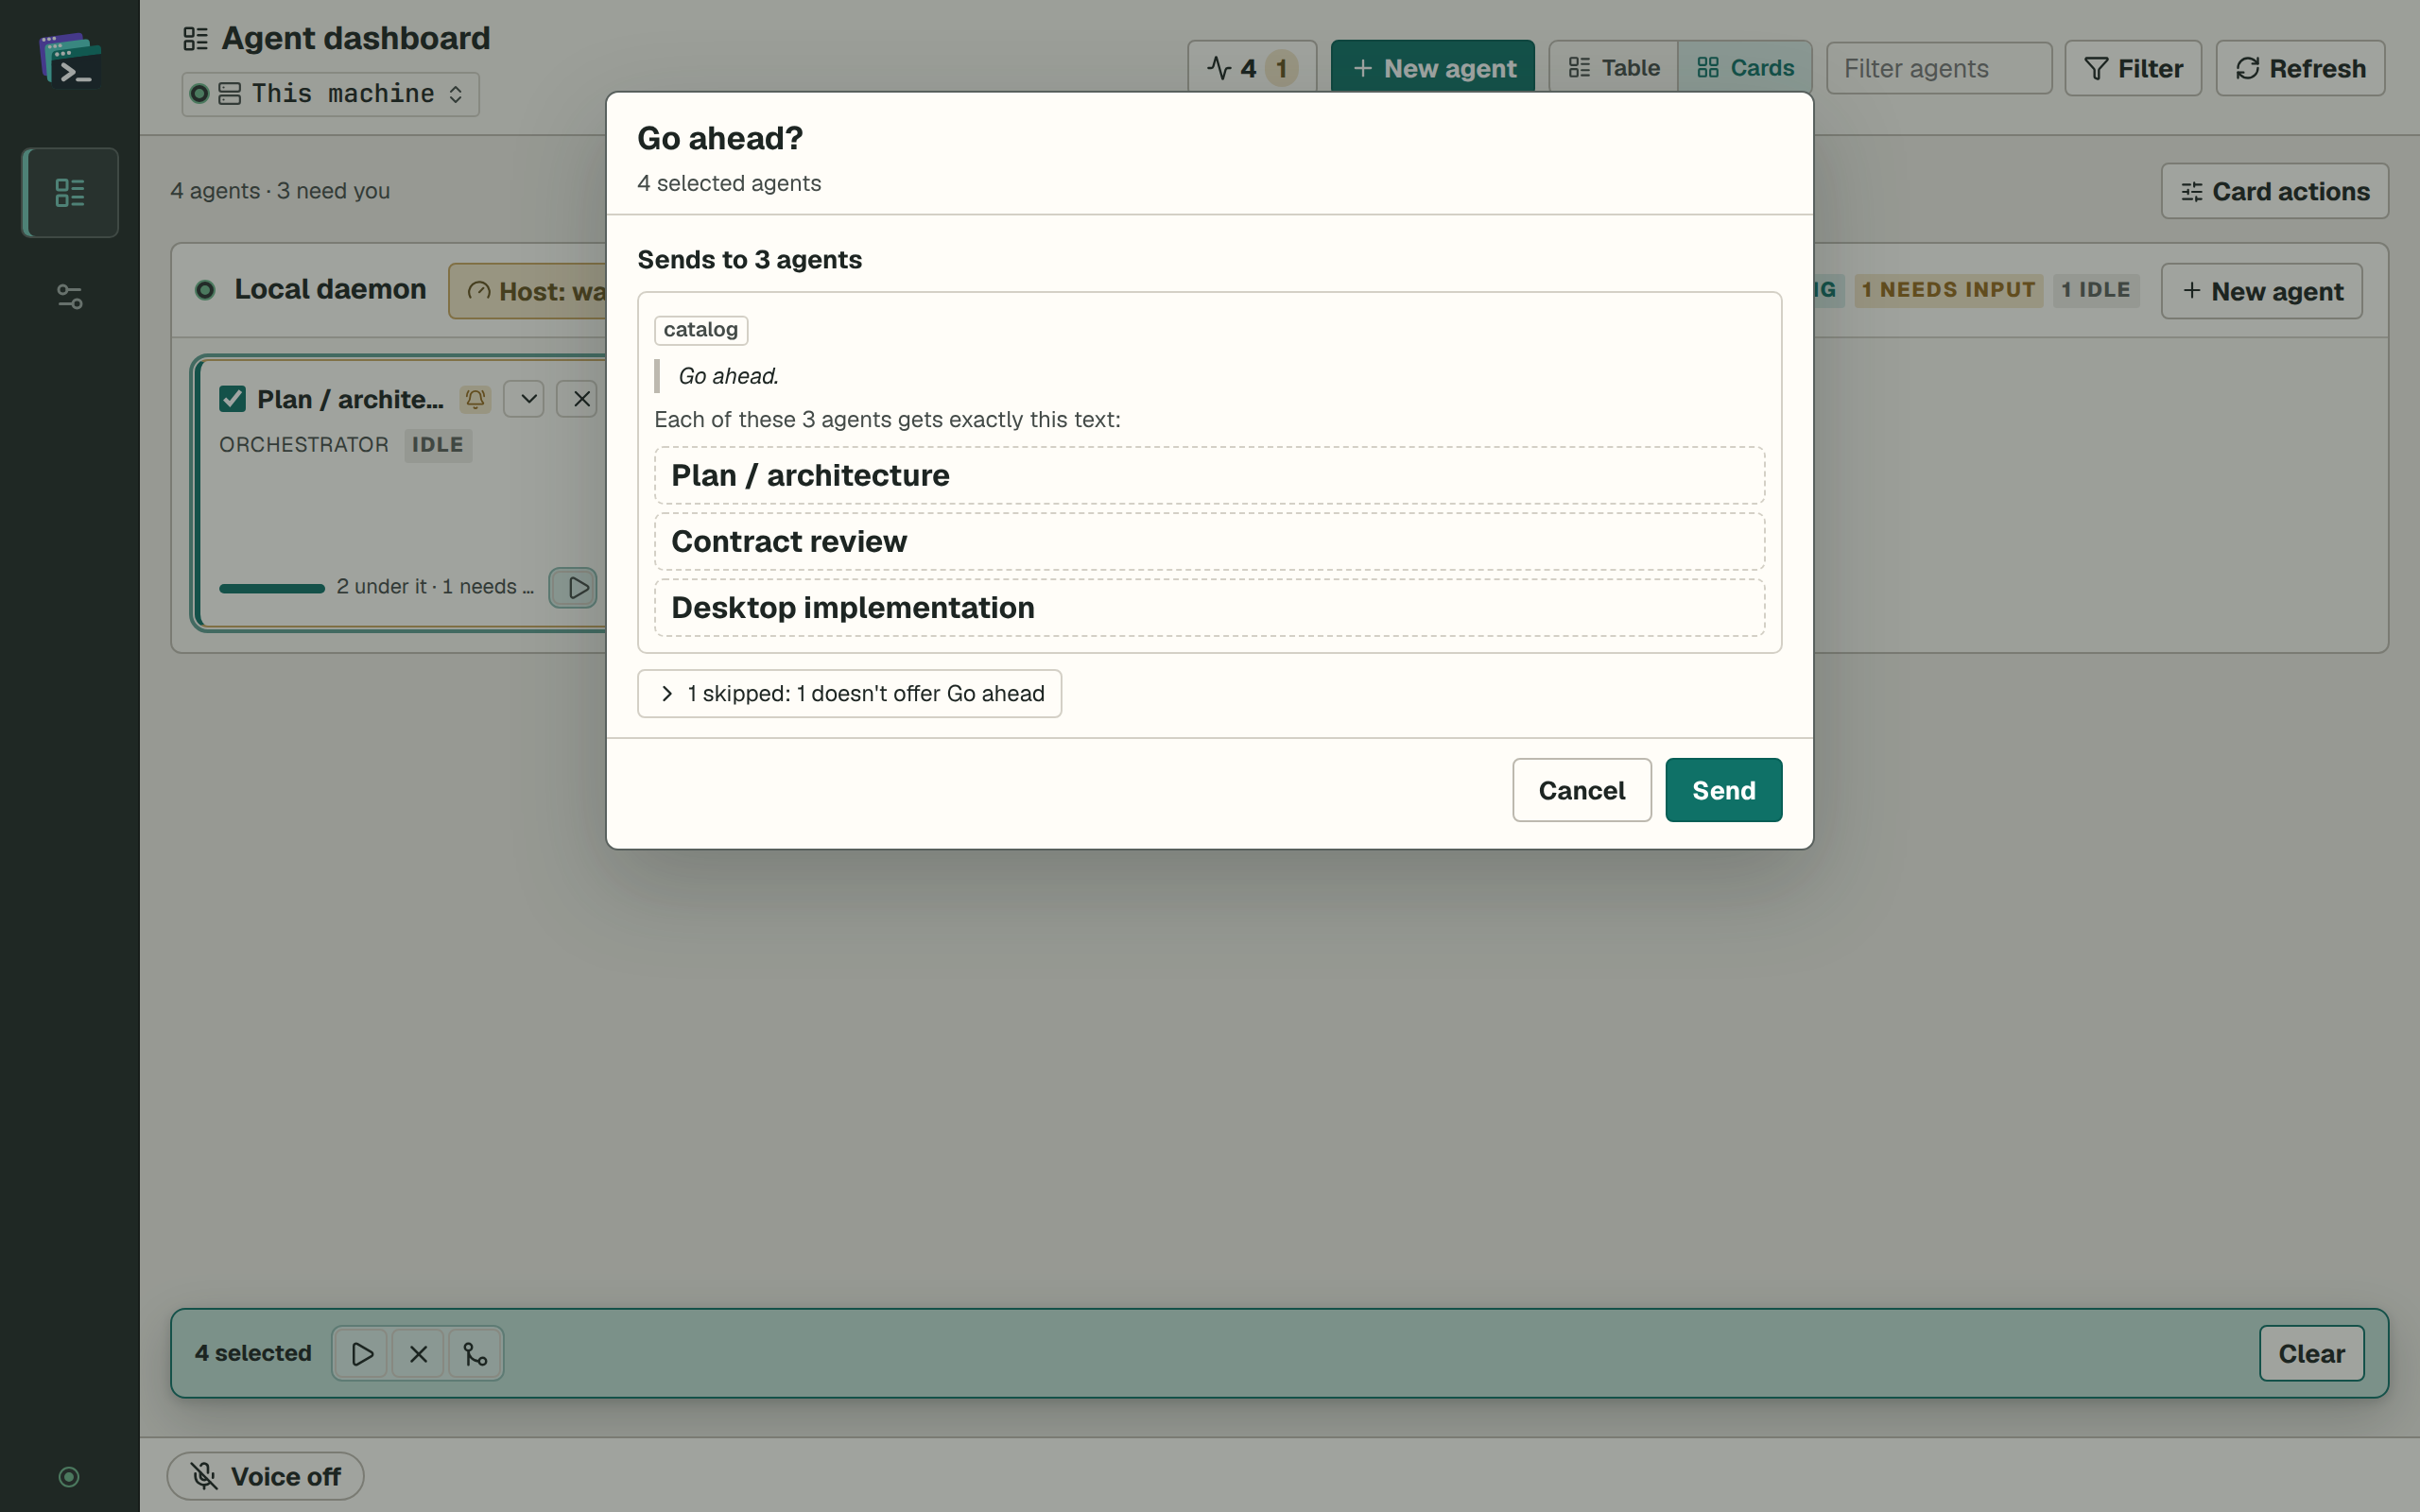 Agent dashboard
This machine
4 1
New agent
Table
Cards
Filter agents
Filter
Refresh
4 agents · 3 need you
Card actions
Local daemon
Host: wa
1 NEEDS INPUT
1 IDLE
New agent
Plan / archite...
ORCHESTRATOR IDLE
2 under it · 1 needs ...
Go ahead?
4 selected agents
Sends to 3 agents
catalog
Go ahead.
Each of these 3 agents gets exactly this text:
Plan / architecture
Contract review
Desktop implementation
1 skipped: 1 doesn't offer Go ahead
Cancel
Send
4 selected
Clear
Voice off